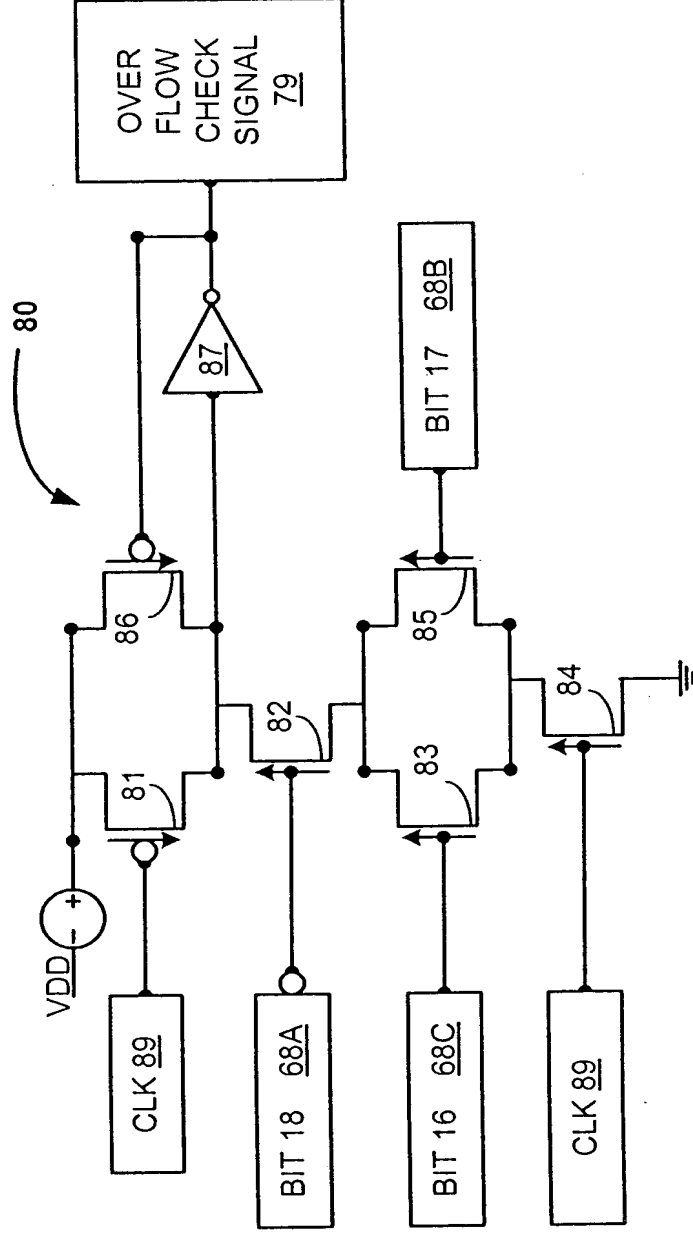 80
OVER
FLOW
CHECK
SIGNAL
79
VDD
+
-
CLK 89
81
86
87
BIT 18 68A
82
BIT 16 68C
83
85
BIT 17 68B
CLK 89
84